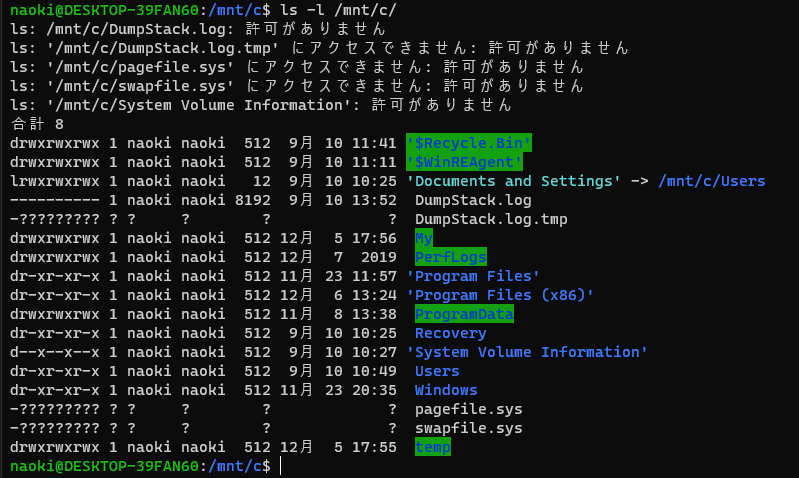 naoki@DESKTOP-39FAN60:/mnt/c$ ls -l /mnt/c/
ls: /mnt/c/DumpStack.log: 許可がありません
ls: '/mnt/c/DumpStack.log.tmp' にアクセスできません: 許可がありません
ls: '/mnt/c/pagefile.sys' にアクセスできません: 許可がありません
ls: '/mnt/c/swapfile.sys' にアクセスできません: 許可がありません
ls: '/mnt/c/System Volume Information': 許可がありません
合計 8
drwxrwxrwx 1 naoki naoki  512  9月 10 11:41 '$Recycle.Bin'
drwxrwxrwx 1 naoki naoki  512  9月 10 11:11 '$WinREAgent'
lrwxrwxrwx 1 naoki naoki   12  9月 10 10:25 'Documents and Settings' -> /mnt/c/Users
---------- 1 naoki naoki 8192  9月 10 13:52  DumpStack.log
-????????? ? ?     ?        ?             ?  DumpStack.log.tmp
drwxrwxrwx 1 naoki naoki  512 12月  5 17:56  My
drwxrwxrwx 1 naoki naoki  512 12月  7  2019  PerfLogs
dr-xr-xr-x 1 naoki naoki  512 11月 23 11:57 'Program Files'
dr-xr-xr-x 1 naoki naoki  512 12月  6 13:24 'Program Files (x86)'
drwxrwxrwx 1 naoki naoki  512 11月  8 13:38  ProgramData
dr-xr-xr-x 1 naoki naoki  512  9月 10 10:25  Recovery
d--x--x--x 1 naoki naoki  512  9月 10 10:27 'System Volume Information'
dr-xr-xr-x 1 naoki naoki  512  9月 10 10:49  Users
dr-xr-xr-x 1 naoki naoki  512 11月 23 20:35  Windows
-????????? ? ?     ?        ?             ?  pagefile.sys
-????????? ? ?     ?        ?             ?  swapfile.sys
drwxrwxrwx 1 naoki naoki  512 12月  5 17:55  temp
naoki@DESKTOP-39FAN60:/mnt/c$